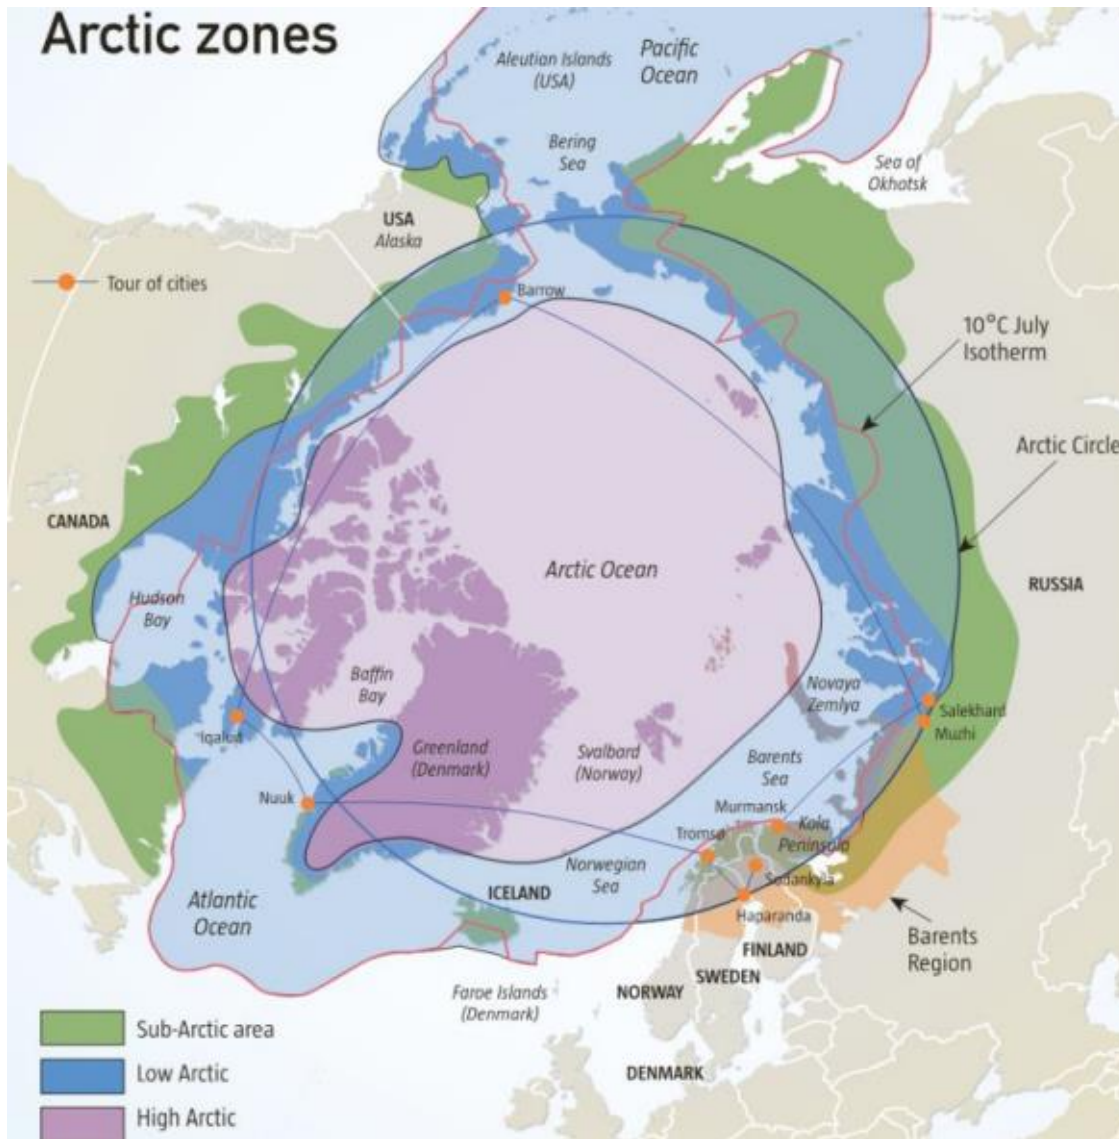 Arctic zones
Aleutian Islands
(USA)
Pacific
Ocean
Bering
Sea
Sea of
Okhotsk
USA
Alaska
Tour of cities
Barrow
10°C July
Isotherm
Arctic Circle
CANADA
Arctic Ocean
RUSSIA
Hudson
Bay
Baffin
Bay
Novaya
Zemlya
Salekhard
Muzhi
Iqaluit
Greenland
(Denmark)
Svalbard
(Norway)
Barents
Sea
Nuuk
Murmansk
Kola
Peninsula
Tromsø
Norwegian
Sea
Sodankyla
ICELAND
Atlantic
Ocean
Haparanda
Barents
Region
FINLAND
SWEDEN
NORWAY
Faroe Islands
(Denmark)
DENMARK
Sub-Arctic area
Low Arctic
High Arctic